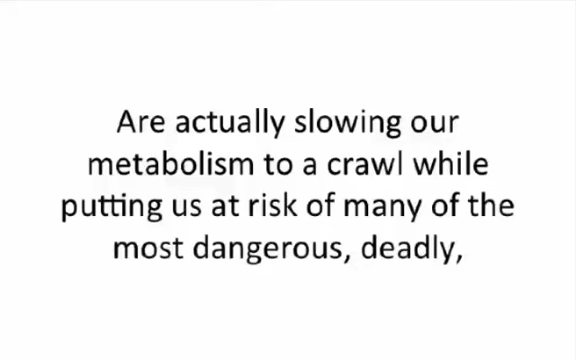 Are actually slowing our
metabolism to a crawl while
putting us at risk of many of the
most dangerous, deadly,